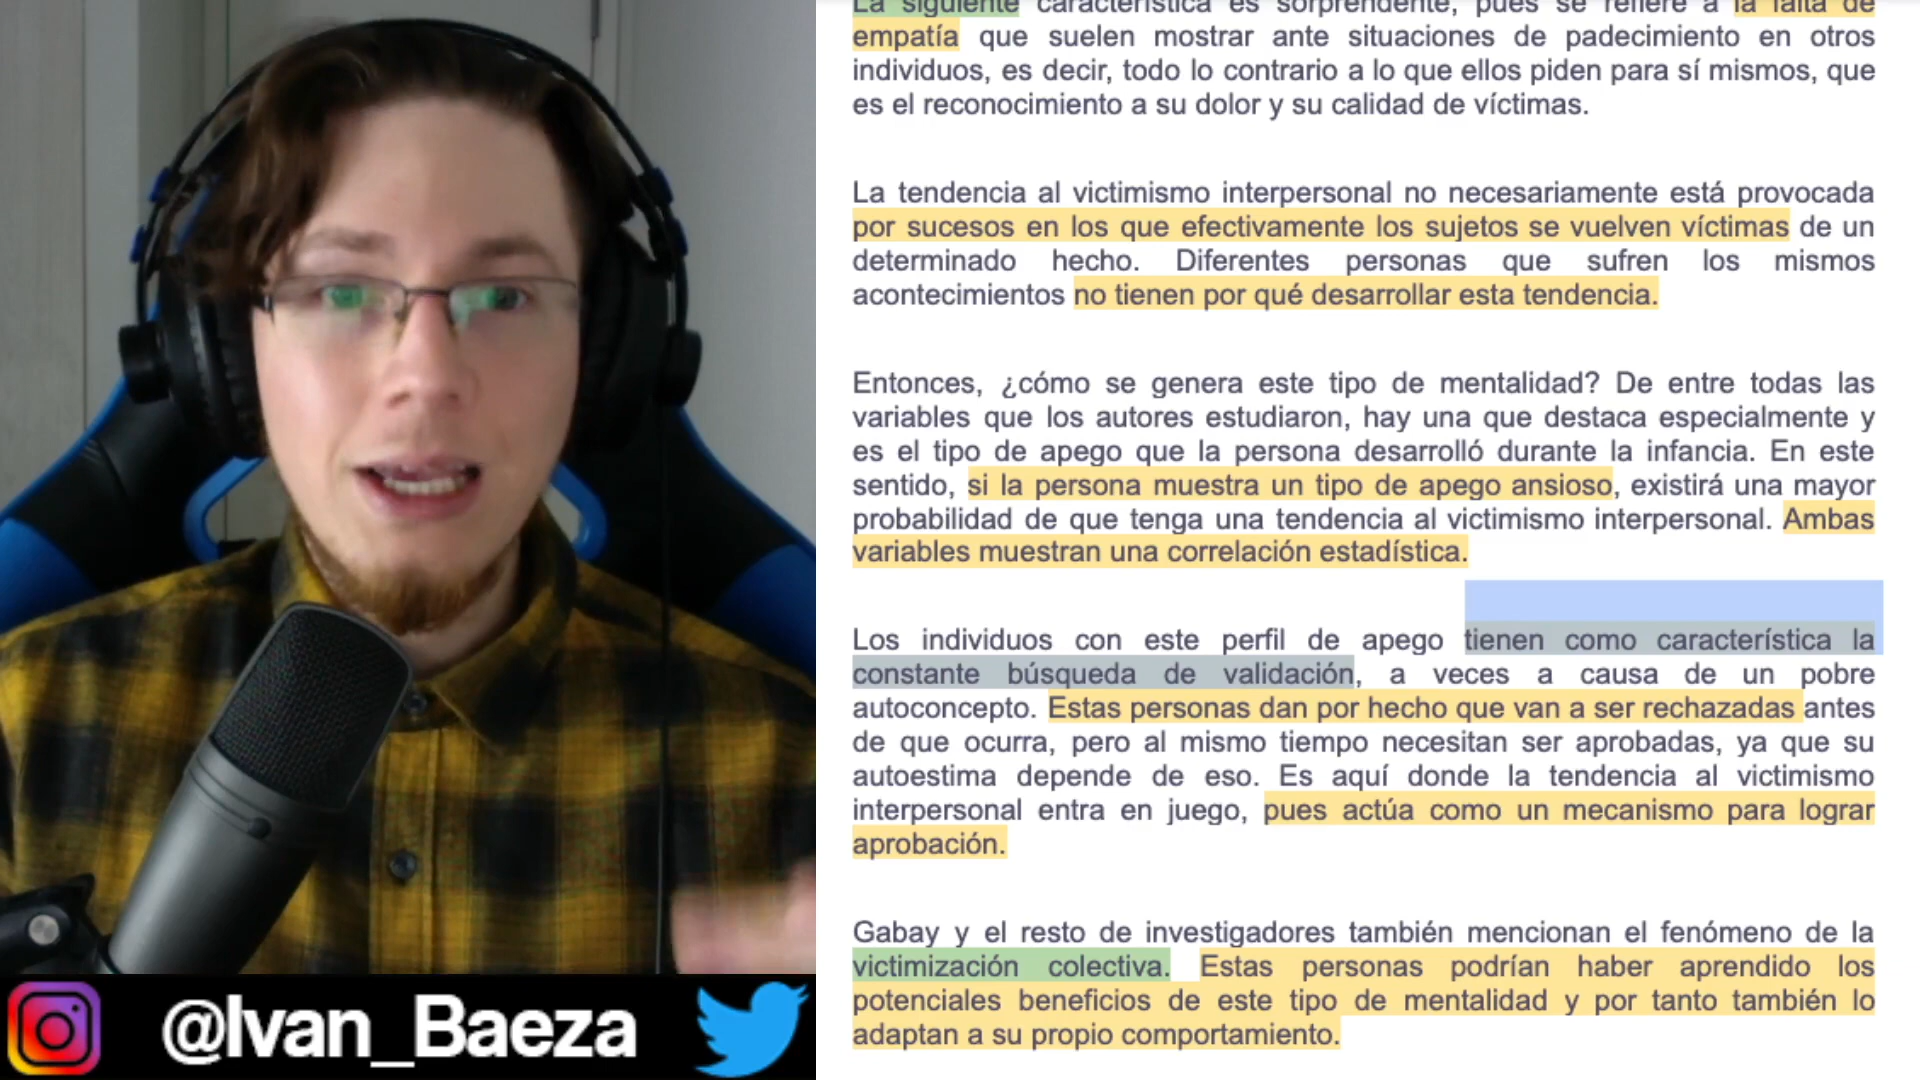 La siguiente característica es sorprendente, pues se refiere a la falta de
empatía que suelen mostrar ante situaciones de padecimiento en otros
individuos, es decir, todo lo contrario a lo que ellos piden para sí mismos, que
es el reconocimiento a su dolor y su calidad de víctimas.
La tendencia al victimismo interpersonal no necesariamente está provocada
por sucesos en los que efectivamente los sujetos se vuelven víctimas de un
determinado hecho. Diferentes personas que sufren los mismos
acontecimientos no tienen por qué desarrollar esta tendencia.
Entonces, ¿cómo se genera este tipo de mentalidad? De entre todas las
variables que los autores estudiaron, hay una que destaca especialmente y
es el tipo de apego que la persona desarrolló durante la infancia. En este
sentido, si la persona muestra un tipo de apego ansioso, existirá una mayor
probabilidad de que tenga una tendencia al victimismo interpersonal. Ambas
variables muestran una correlación estadística.
Los individuos con este perfil de apego tienen como característica la
constante búsqueda de validación, a veces a causa de un pobre
autoconcepto. Estas personas dan por hecho que van a ser rechazadas antes
de que ocurra, pero al mismo tiempo necesitan ser aprobadas, ya que su
autoestima depende de eso. Es aquí donde la tendencia al victimismo
interpersonal entra en juego, pues actúa como un mecanismo para lograr
aprobación.
Gabay y el resto de investigadores también mencionan el fenómeno de la
victimización colectiva. Estas personas podrían haber aprendido los
potenciales beneficios de este tipo de mentalidad y por tanto también lo
adaptan a su propio comportamiento.
@Ivan_Baeza